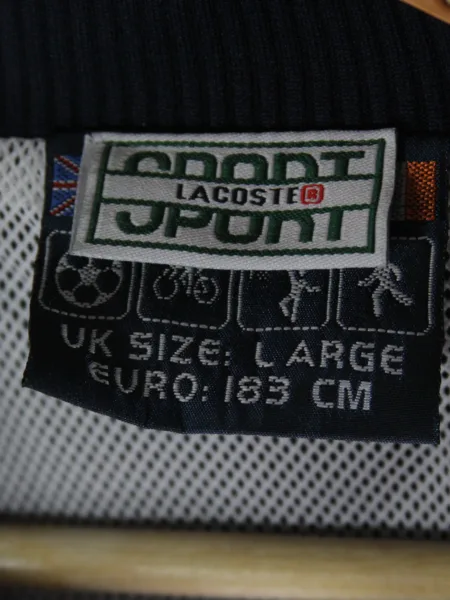 SPORT
LACOSTE R
SPORT
UK SIZE: LARGE
EURO: 183 CM